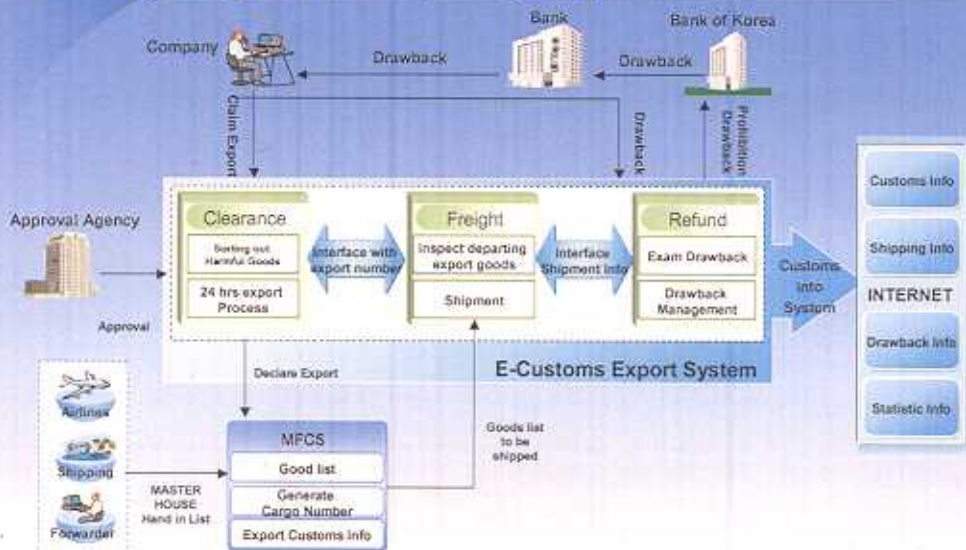 Bank
Bank of Korea
Company
Drawback
Drawback
Claim Export
Drawback
Prohibition
Drawback
Approval Agency
Approval
Clearance
Sorting out
Harmful Goods
24 hrs export
Process
Interface with
export number
Freight
Inspect departing
export goods
Shipment
Interface
Shipment Info
Refund
Exam Drawback
Drawback
Management
E-Customs Export System
Customs
Info
System
Customs Info
Shipping Info
INTERNET
Drawback Info
Statistic Info
Declare Export
Airlines
Shipping
Forwarder
MASTER
HOUSE
Hand in List
MFCS
Good list
Generate
Cargo Number
Export Customs Info
Goods list
to be
shipped